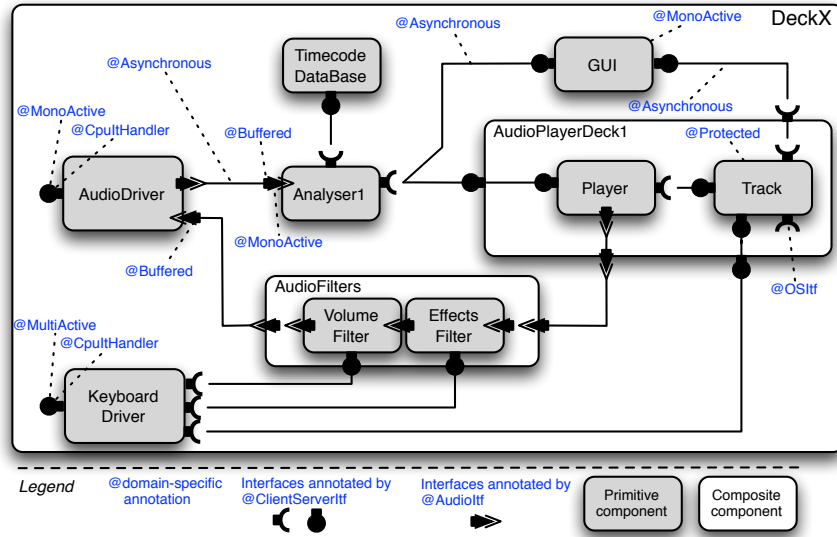 DeckX
@MonoActive
@Asynchronous
Timecode
DataBase
GUI
@Asynchronous
@MonoActive
@CpuItHandler
@Buffered
@Asynchronous
AudioPlayerDeck1
@Protected
AudioDriver
Analyser1
Player
Track
@MonoActive
@Buffered
@OSItf
AudioFilters
Volume
Filter
Effects
Filter
@MultiActive
@CpuItHandler
Keyboard
Driver
Legend
@domain-specific
annotation
Interfaces annotated by
@ClientServerItf
Interfaces annotated by
@AudioItf
Primitive
component
Composite
component